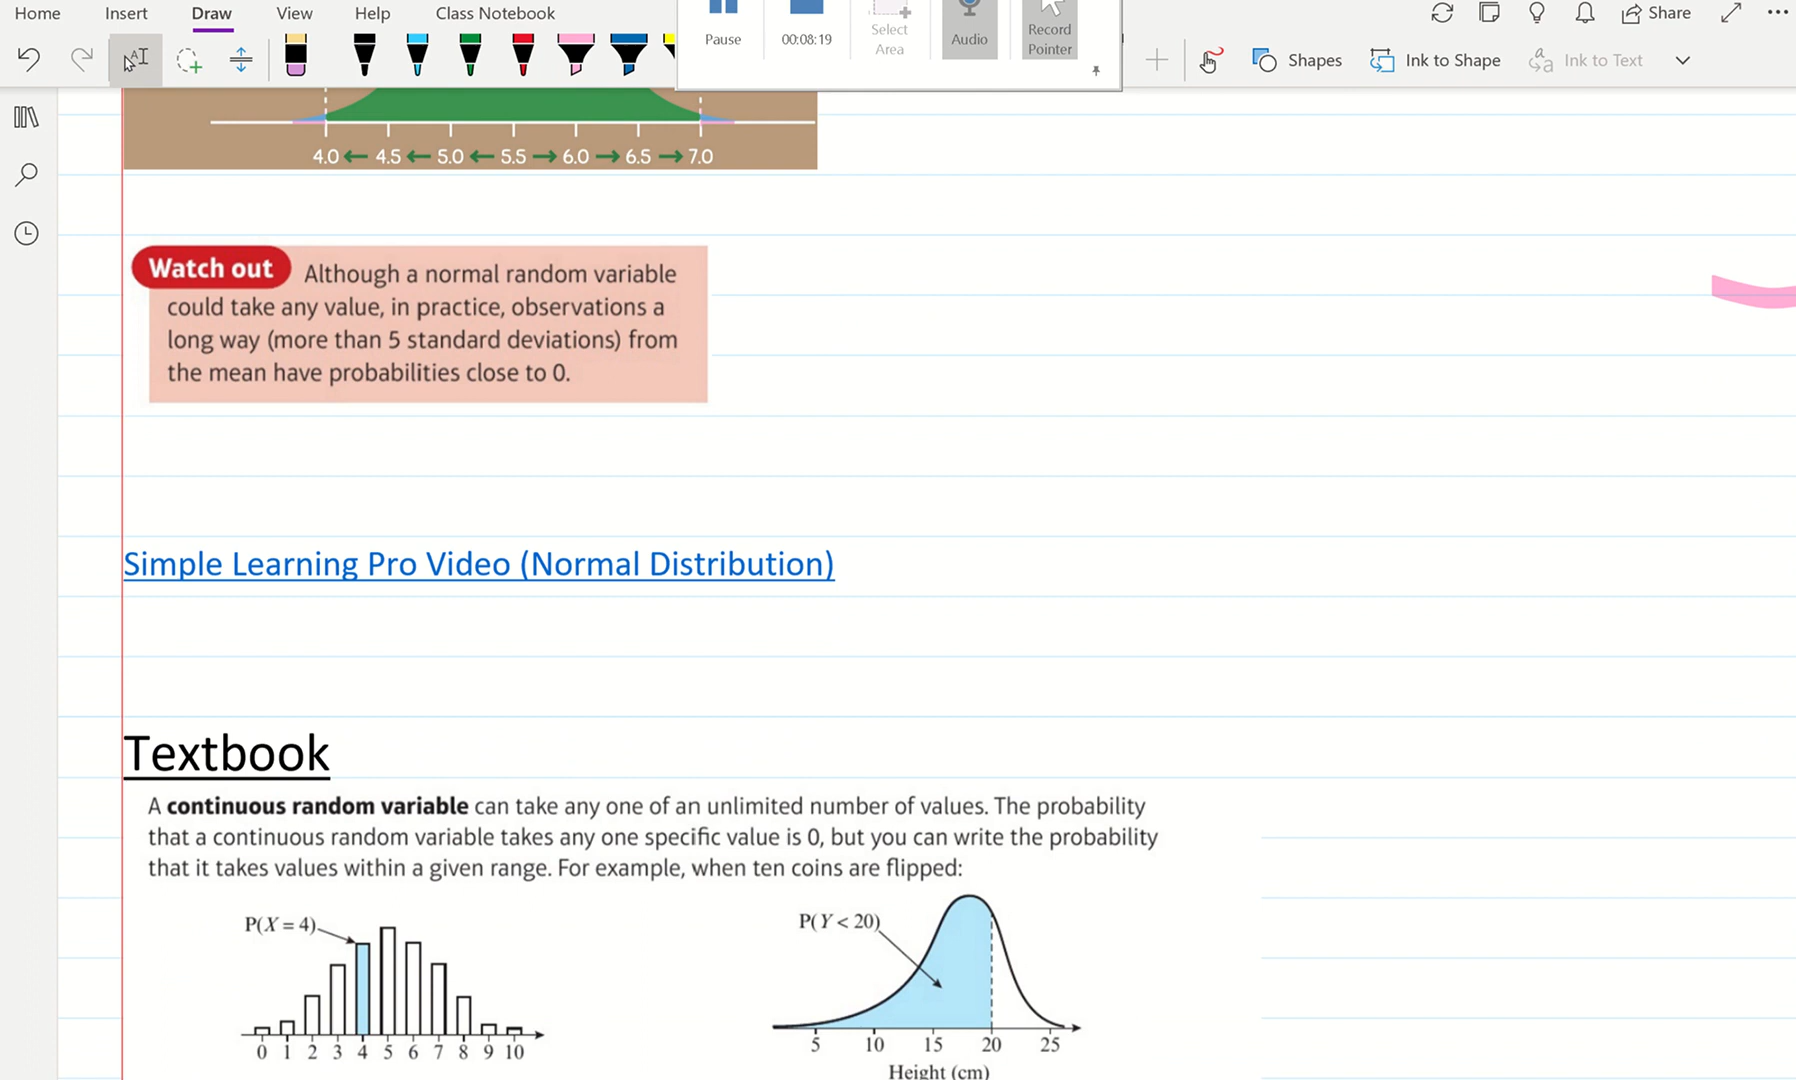 Home Insert Draw View Help Class Notebook
Share
Pause
00:08:19
Select Area
Audio
Record Pointer
Shapes
Ink to Shape
Ink to Text
4.0 ← 4.5 ← 5.0 ← 5.5 → 6.0 → 6.5 → 7.0
Watch out Although a normal random variable
could take any value, in practice, observations a
long way (more than 5 standard deviations) from
the mean have probabilities close to 0.
Simple Learning Pro Video (Normal Distribution)
Textbook
A continuous random variable can take any one of an unlimited number of values. The probability
that a continuous random variable takes any one specific value is 0, but you can write the probability
that it takes values within a given range. For example, when ten coins are flipped:
P(X = 4)
0 1 2 3 4 5 6 7 8 9 10
P(Y < 20)
5 10 15 20 25
Height (cm)